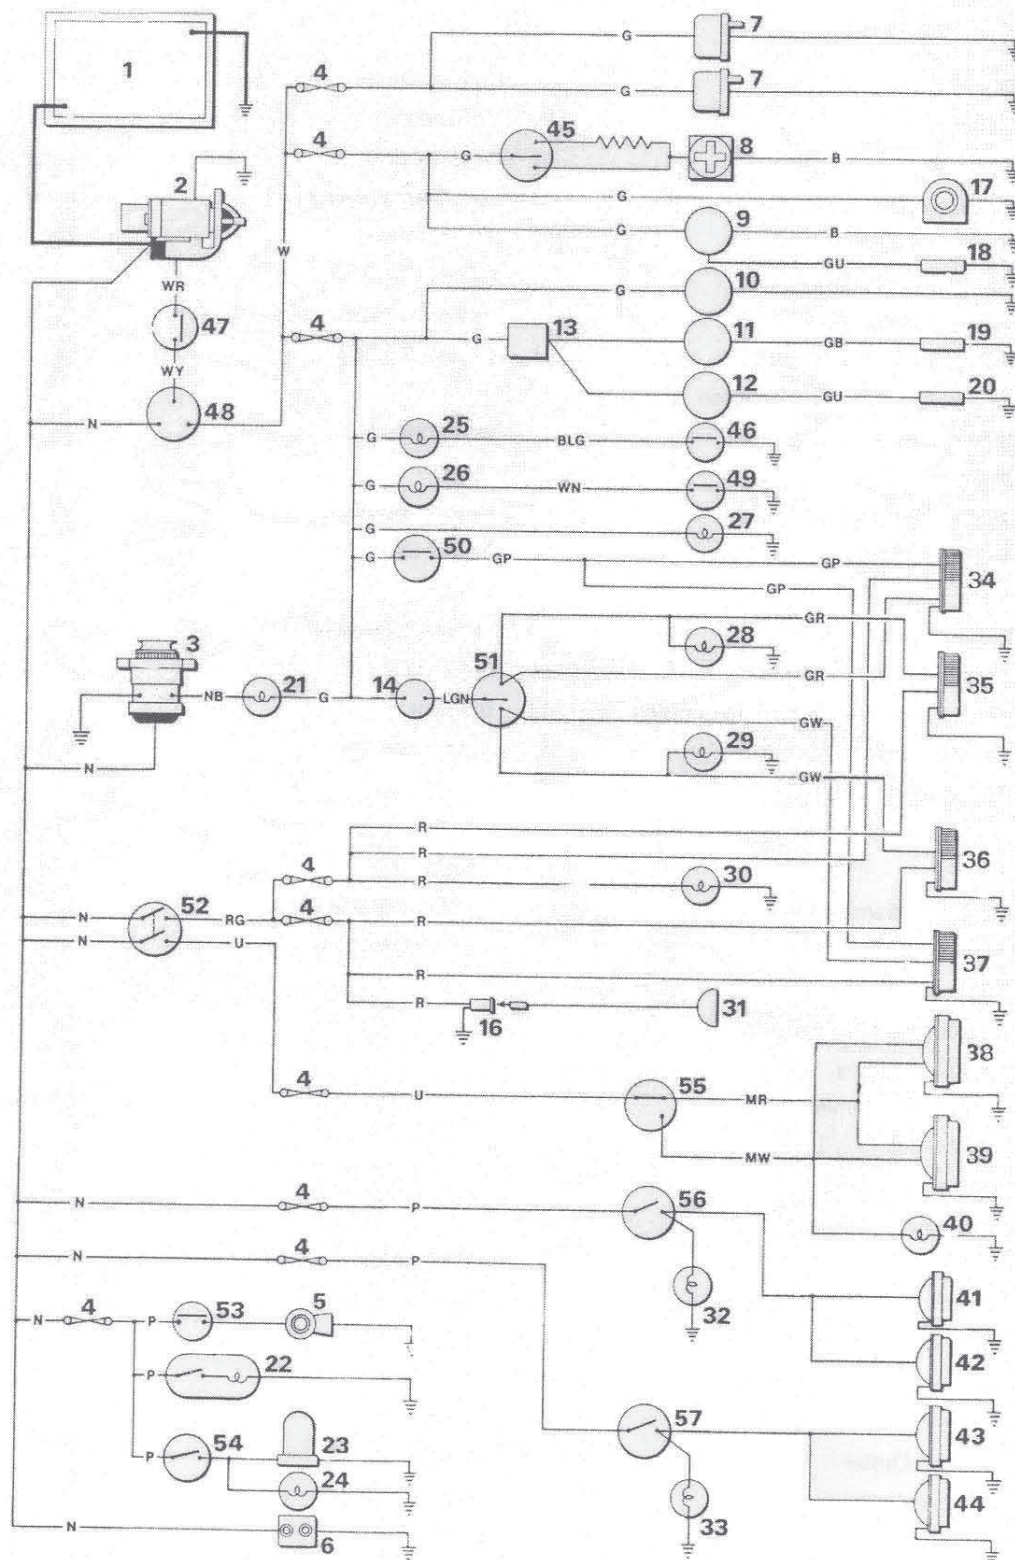 G 7
1 4 G 7
4 45 8
G B
2 G 17
G 9 B
W GU 18
WR G 10
47 4 G 13 11 GB 19
WY 12 GU 20
N 48
G 25 BLG 46
G 26 WN 49
G 27
G 50 GP GP 34
GP
GR
3 28
51 GR 35
NB 21 G 14 LGN
GW
N 29
GW
R
4 R 36
R 30
N 52 RG 4 R
N U 37
R
R 16 31
38
4 U 55 MR
MW 39
N 4 P 56
40
N 4 P
41
4 53 5 32
N P
22 42
P
57 43
54 23
P
24 44
N 6 33